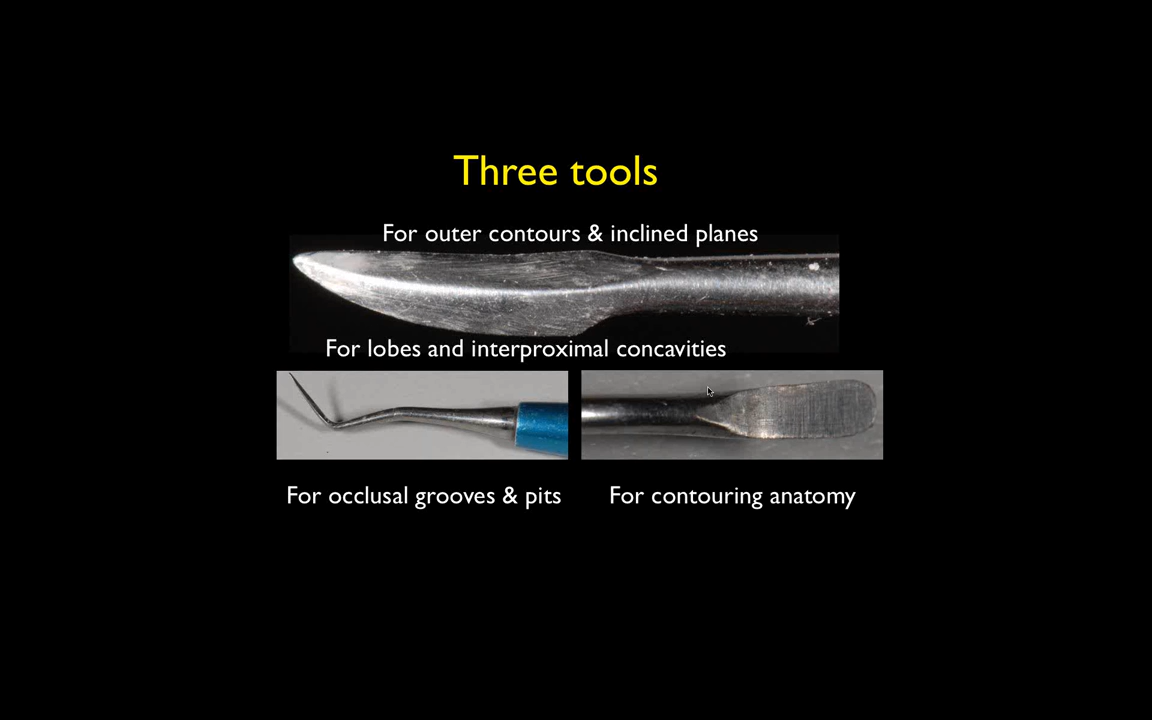 Three tools
For outer contours & inclined planes
For lobes and interproximal concavities
For occlusal grooves & pits
For contouring anatomy